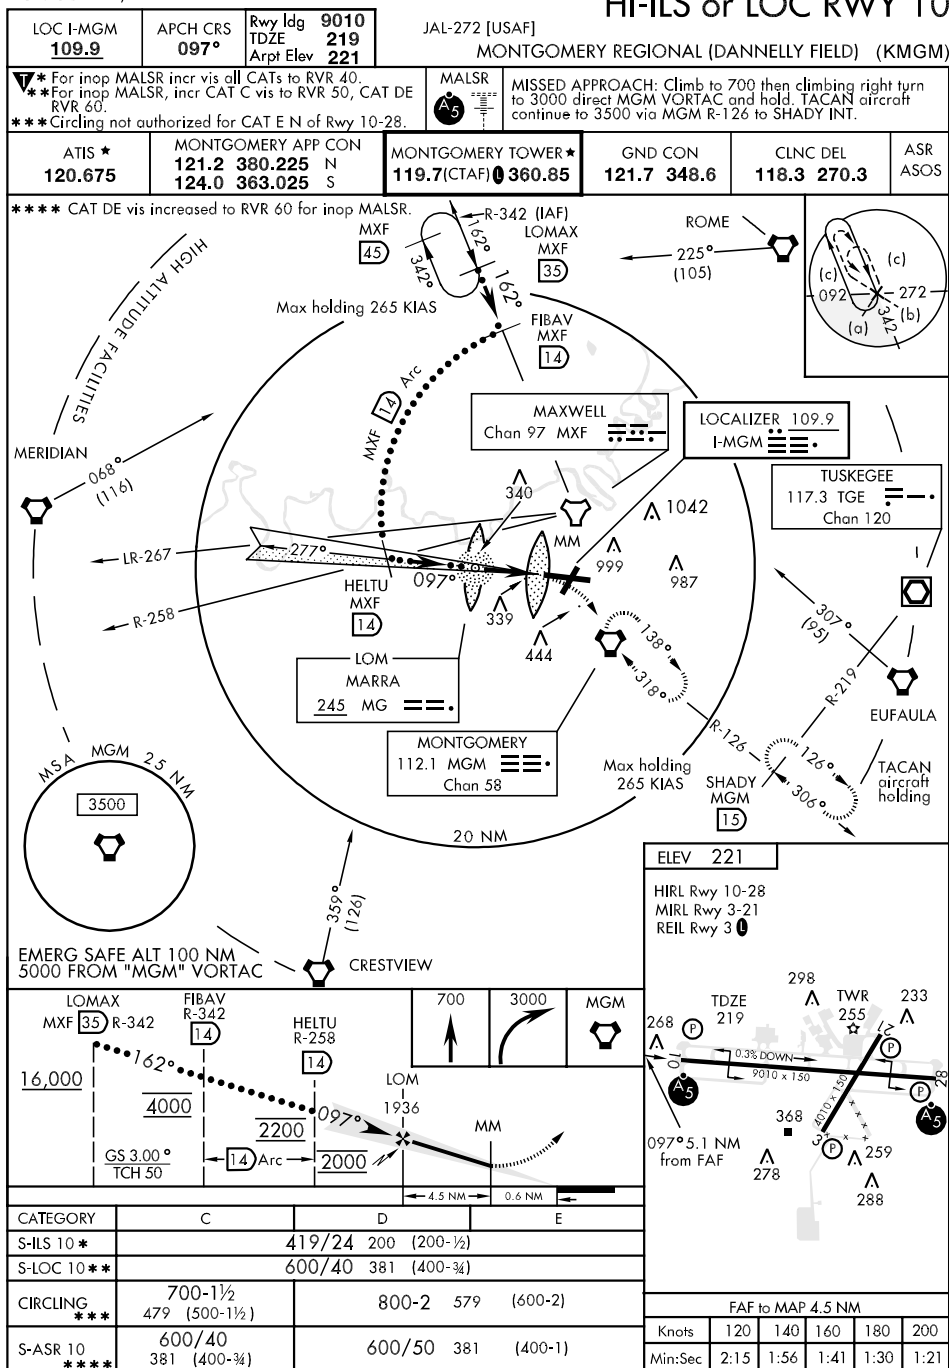 HI-ILS or LOC RWY 10
LOC I-MGM
109.9
APCH CRS
097°
Rwy ldg 9010
TDZE 219
Arpt Elev 221
JAL-272 [USAF]
MONTGOMERY REGIONAL (DANNELLY FIELD) (KMGM)
T * For inop MALSR incr vis all CATs to RVR 40.
**For inop MALSR, incr CAT C vis to RVR 50, CAT DE
RVR 60.
***Circling not authorized for CAT E N of Rwy 10-28.
MALSR
A5
MISSED APPROACH: Climb to 700 then climbing right turn
to 3000 direct MGM VORTAC and hold. TACAN aircraft
continue to 3500 via MGM R-126 to SHADY INT.
ATIS ★
120.675
MONTGOMERY APP CON
121.2 380.225 N
124.0 363.025 S
MONTGOMERY TOWER★
119.7(CTAF) L 360.85
GND CON
121.7 348.6
CLNC DEL
118.3 270.3
ASR
ASOS
**** CAT DE vis increased to RVR 60 for inop MALSR.
HIGH ALTITUDE FACILITIES
MXF
45
R-342 (IAF)
LOMAX
MXF
35
162°
342°
162°
Max holding 265 KIAS
FIBAV
MXF
14
ROME
225°
(105)
(c)
(c)
092
272
(b)
(a)
342
MXF 14 Arc
MAXWELL
Chan 97 MXF
LOCALIZER 109.9
I-MGM
TUSKEGEE
117.3 TGE
Chan 120
MERIDIAN
068°
(116)
340
1042
MM
999
987
LR-267
277°
097°
HELTU
MXF
14
R-258
339
444
138°
318°
307°
(95)
R-219
EUFAULA
LOM
MARRA
245 MG
MONTGOMERY
112.1 MGM
Chan 58
Max holding
265 KIAS
R-126
SHADY
MGM
15
126°
306°
TACAN
aircraft
holding
MSA MGM 25 NM
3500
20 NM
359°
(126)
CRESTVIEW
EMERG SAFE ALT 100 NM
5000 FROM "MGM" VORTAC
ELEV 221
HIRL Rwy 10-28
MIRL Rwy 3-21
REIL Rwy 3 L
298
TDZE
219
TWR
255
233
268
P
21
P
0.3% DOWN
9010 x 150
10
28
A5
4010 x 150
P
A5
368
3
P
097° 5.1 NM
from FAF
259
278
288
LOMAX
MXF 35 R-342
FIBAV
R-342
14
HELTU
R-258
14
700
3000
MGM
162°
16,000
4000
2200
2000
097°
LOM
1936
MM
GS 3.00°
TCH 50
14 Arc
4.5 NM
0.6 NM
CATEGORY C D E
S-ILS 10 * 419/24 200 (200-½)
S-LOC 10** 600/40 381 (400-¾)
CIRCLING *** 700-1½ 479 (500-1½) 800-2 579 (600-2)
S-ASR 10 **** 600/40 381 (400-¾) 600/50 381 (400-1)
FAF to MAP 4.5 NM
Knots 120 140 160 180 200
Min:Sec 2:15 1:56 1:41 1:30 1:21